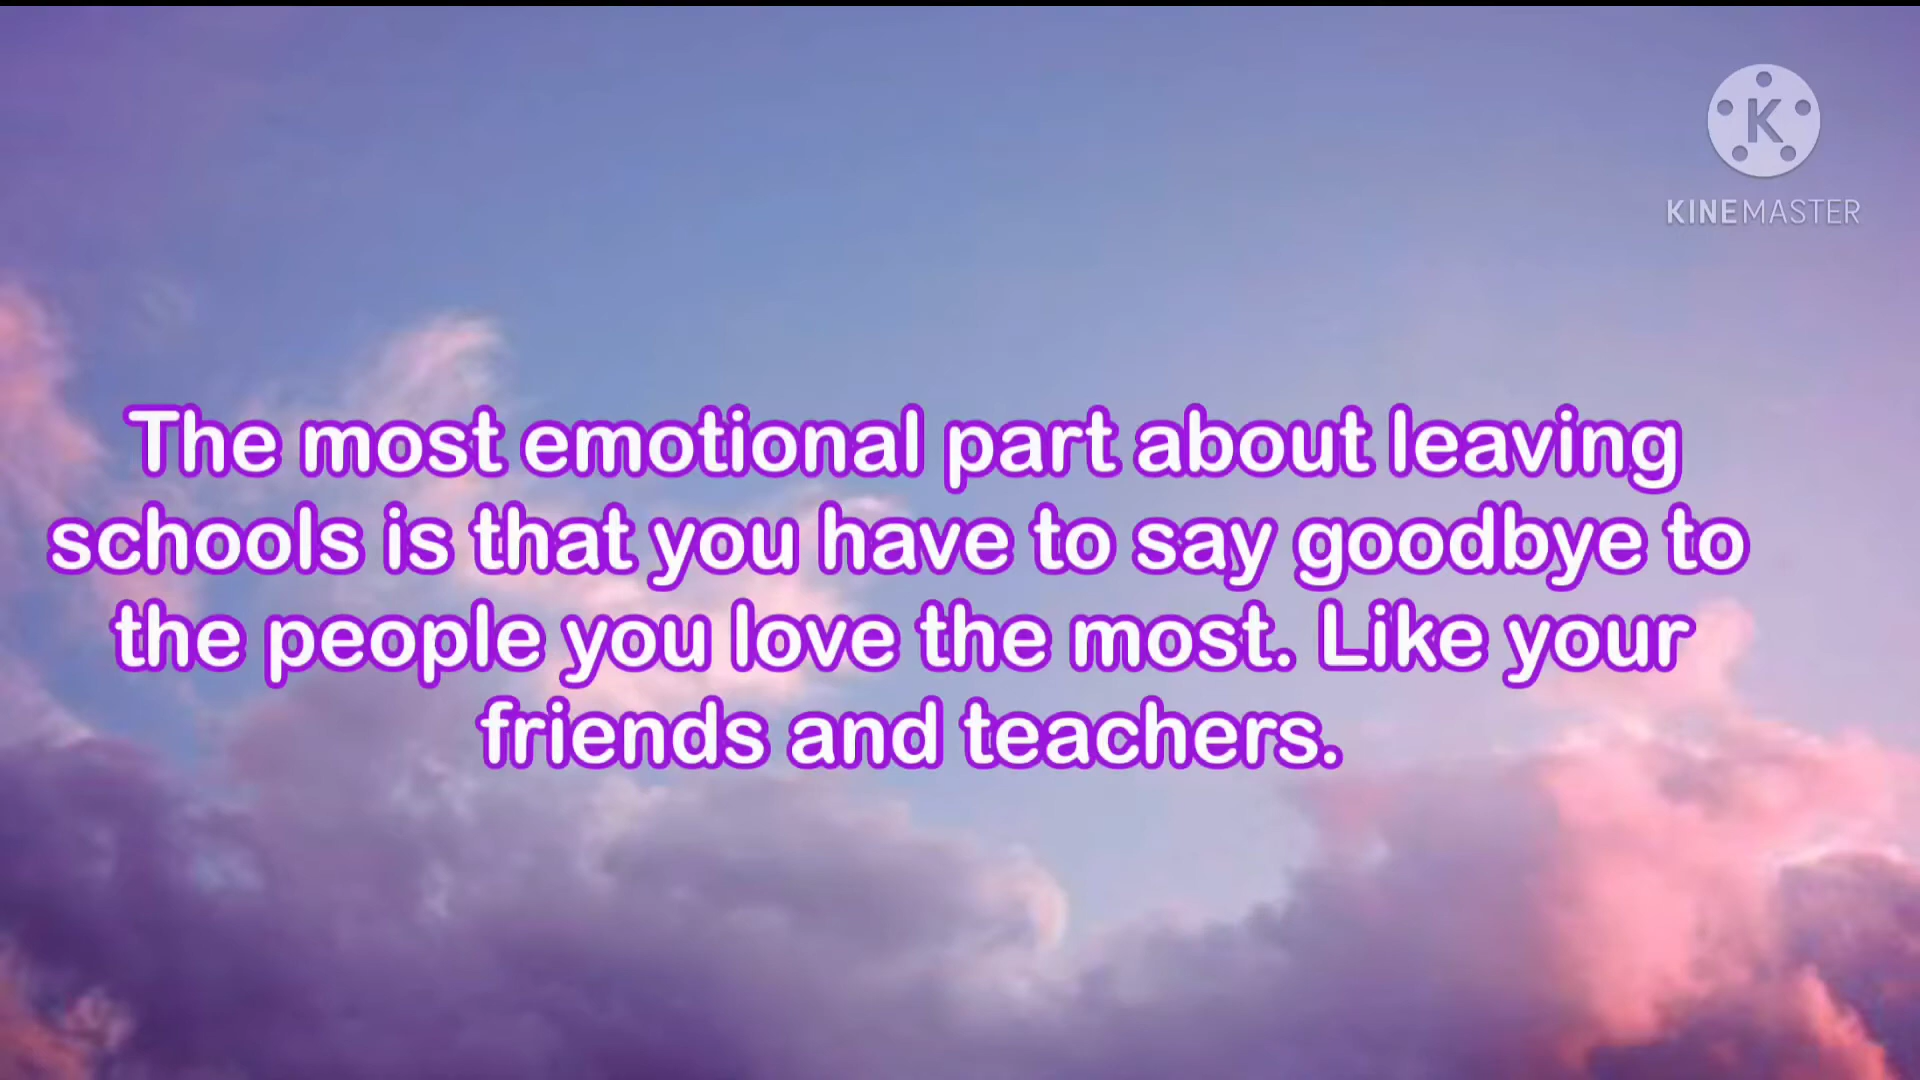 K
KINEMASTER
The most emotional part about leaving
schools is that you have to say goodbye to
the people you love the most. Like your
friends and teachers.